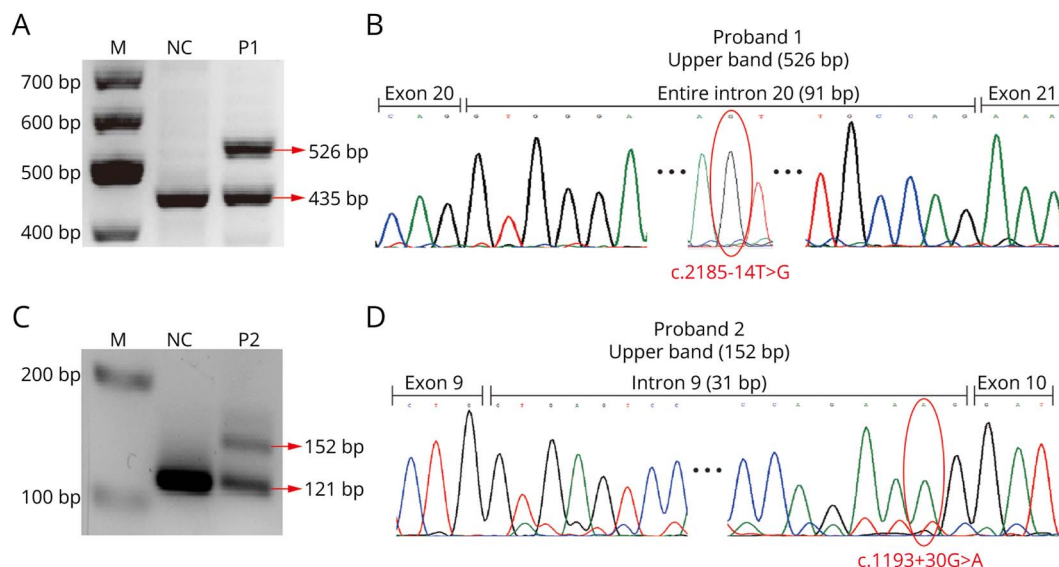 A
M NC P1
700 bp
600 bp
500 bp
400 bp
526 bp
435 bp
B
Proband 1
Upper band (526 bp)
Exon 20 Entire intron 20 (91 bp) Exon 21
C A G G T G G G A A G T T G C C A G A A A
c.2185-14T>G
C
M NC P2
200 bp
100 bp
152 bp
121 bp
D
Proband 2
Upper band (152 bp)
Exon 9 Intron 9 (31 bp) Exon 10
C T G G T G A G T C C C C A G A A A G G A T
c.1193+30G>A